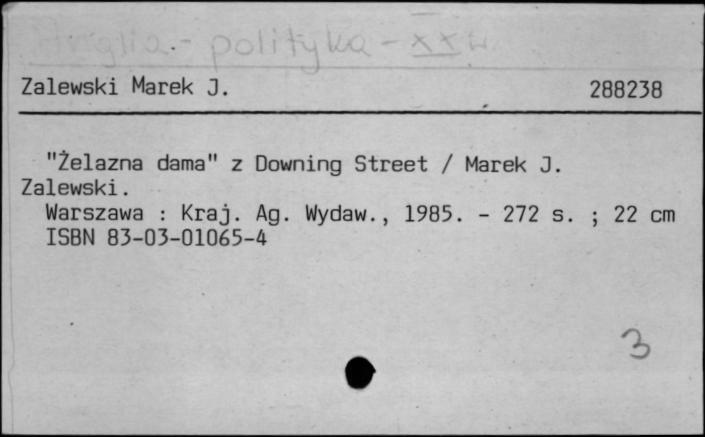 Anglia - polityka - XX w.
Zalewski Marek J. 288238
"Żelazna dama" z Downing Street / Marek J.
Zalewski.
Warszawa : Kraj. Ag. Wydaw., 1985. - 272 s. ; 22 cm
ISBN 83-03-01065-4
3